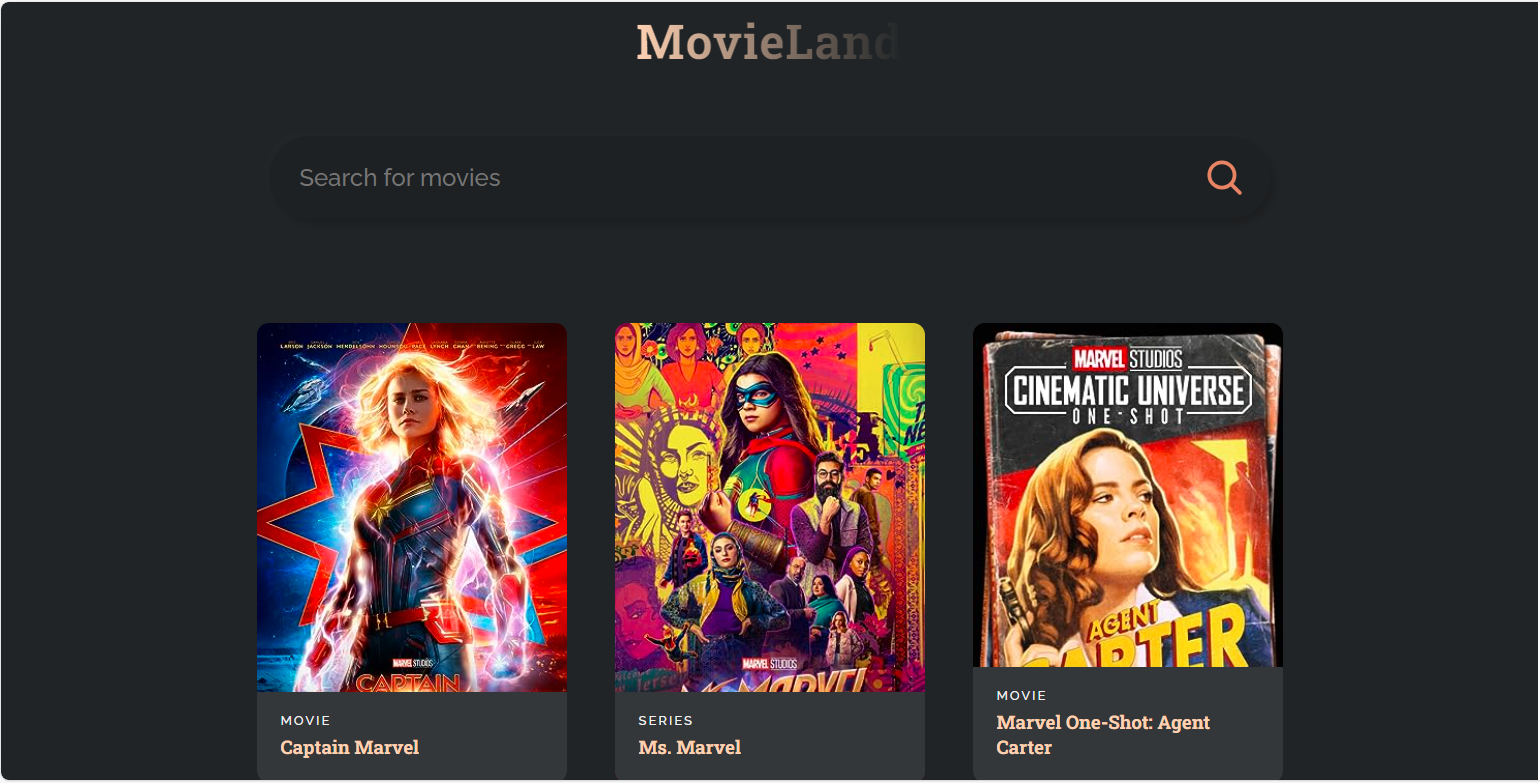 MovieLand
Search for movies
LARSON JACKSON MENDELSOHN HOUNSOU PACE LYNCH CHAN BENING GREGG LAW
MARVEL STUDIOS
CAPTAIN
MARVEL STUDIOS
MS. MARVEL
MARVEL STUDIOS
CINEMATIC UNIVERSE
ONE-SHOT
AGENT
CARTER
MOVIE
Captain Marvel
SERIES
Ms. Marvel
MOVIE
Marvel One-Shot: Agent
Carter